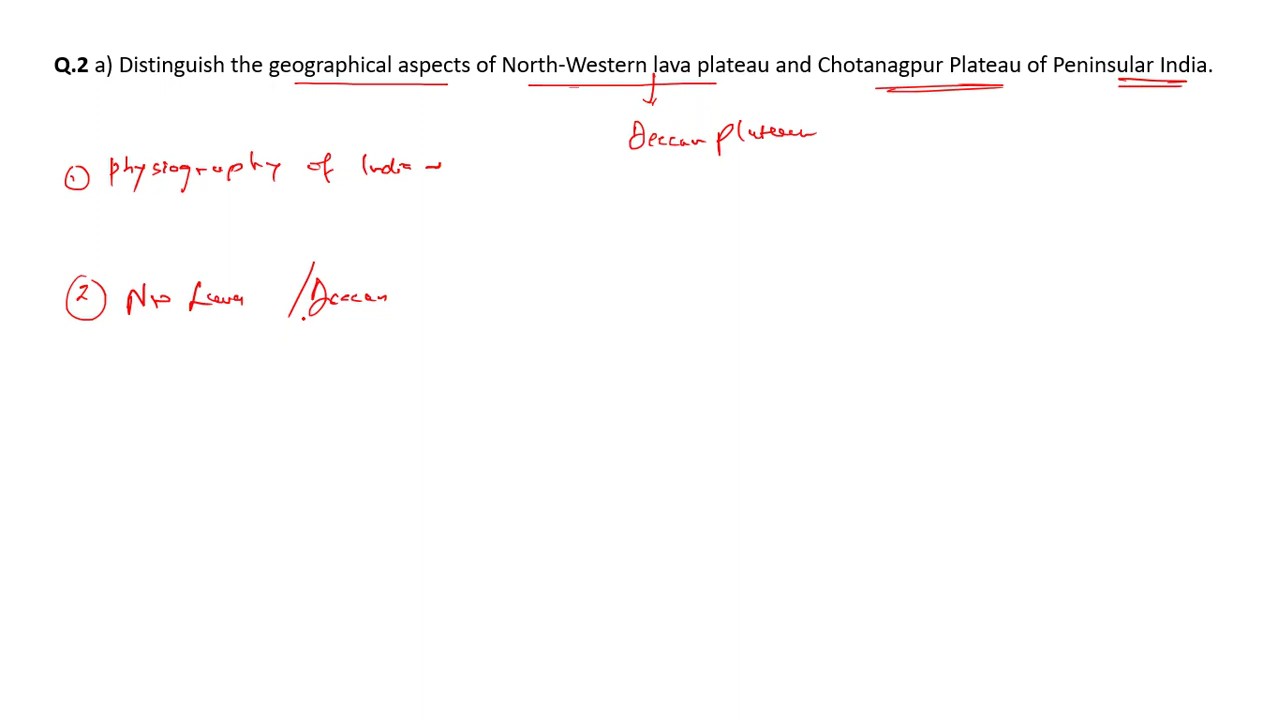 Q.2 a) Distinguish the geographical aspects of North-Western lava plateau and Chotanagpur Plateau of Peninsular India.
Deccan plateau
① physiography of India
② NW Lava / Deccan